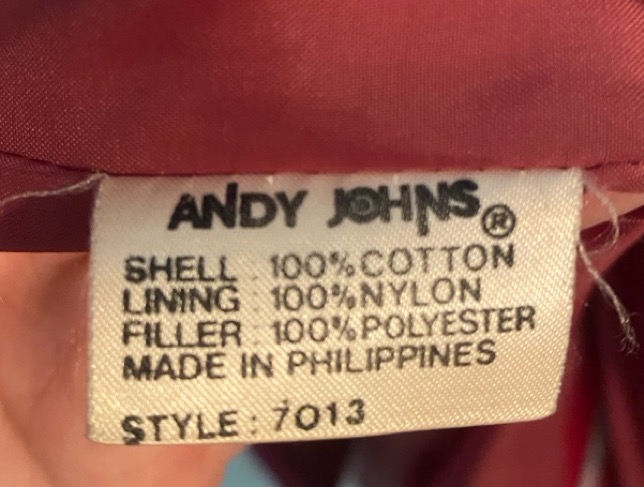 ANDY JOHNS®
SHELL : 100% COTTON
LINING : 100% NYLON
FILLER : 100% POLYESTER
MADE IN PHILIPPINES
STYLE : 7013